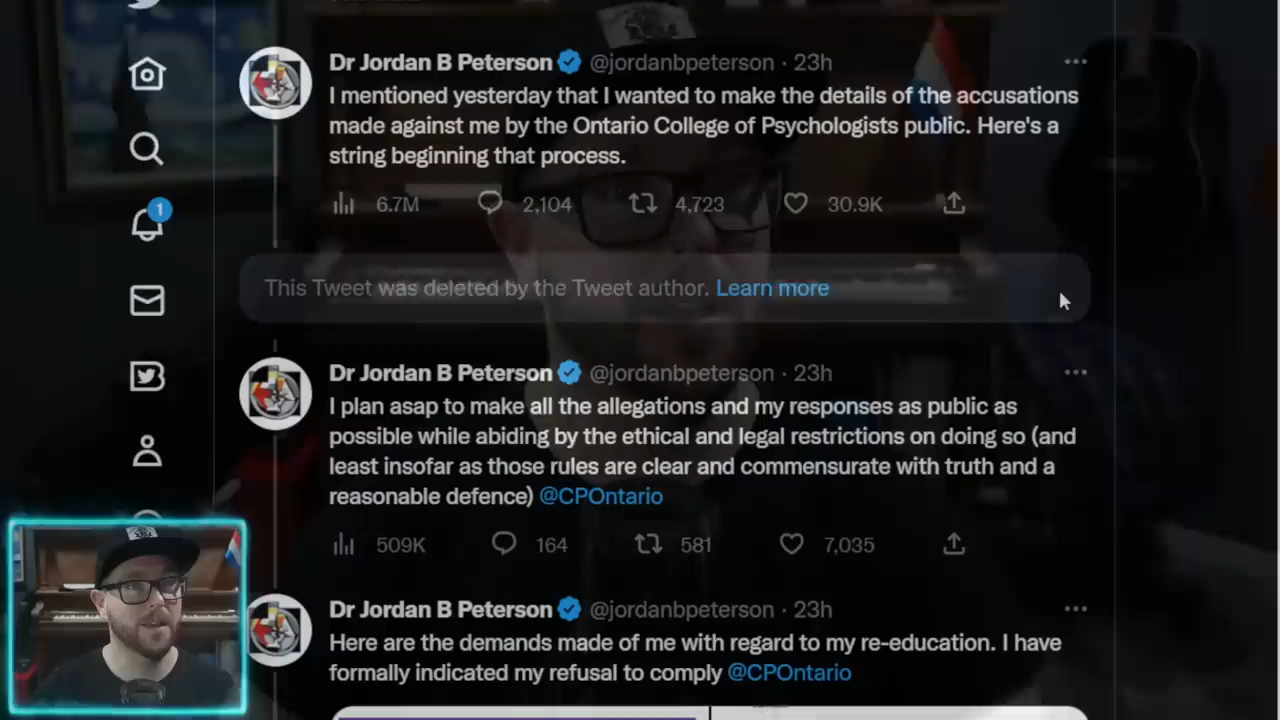 Dr Jordan B Peterson @jordanbpeterson · 23h
I mentioned yesterday that I wanted to make the details of the accusations
made against me by the Ontario College of Psychologists public. Here's a
string beginning that process.
6.7M 2,104 4,723 30.9K
1
This Tweet was deleted by the Tweet author. Learn more
Dr Jordan B Peterson @jordanbpeterson · 23h
I plan asap to make all the allegations and my responses as public as
possible while abiding by the ethical and legal restrictions on doing so (and
least insofar as those rules are clear and commensurate with truth and a
reasonable defence) @CPOntario
509K 164 581 7,035
Dr Jordan B Peterson @jordanbpeterson · 23h
Here are the demands made of me with regard to my re-education. I have
formally indicated my refusal to comply @CPOntario